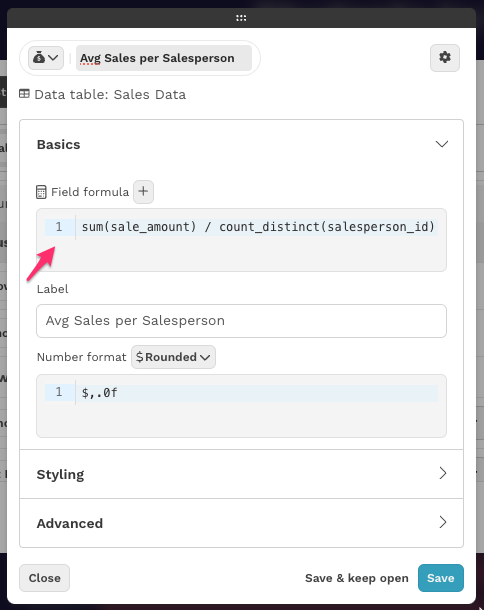 Avg Sales per Salesperson
Data table: Sales Data
Basics
Field formula +
1 sum(sale_amount) / count_distinct(salesperson_id)
Label
Avg Sales per Salesperson
Number format $Rounded
1 $,.0f
Styling
Advanced
Close Save & keep open Save